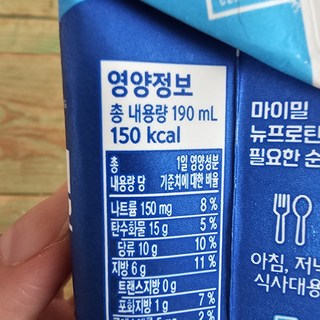 영양정보
총 내용량 190 mL
150 kcal
총 내용량 당
1일 영양성분 기준치에 대한 비율
나트륨 150 mg 8 %
탄수화물 15 g 5 %
당류 10 g 10 %
지방 6 g 11 %
트랜스지방 0 g
포화지방 1 g 7 %
2 %
마이밀
뉴프로틴
필요한 순
아침, 저녁
식사대용